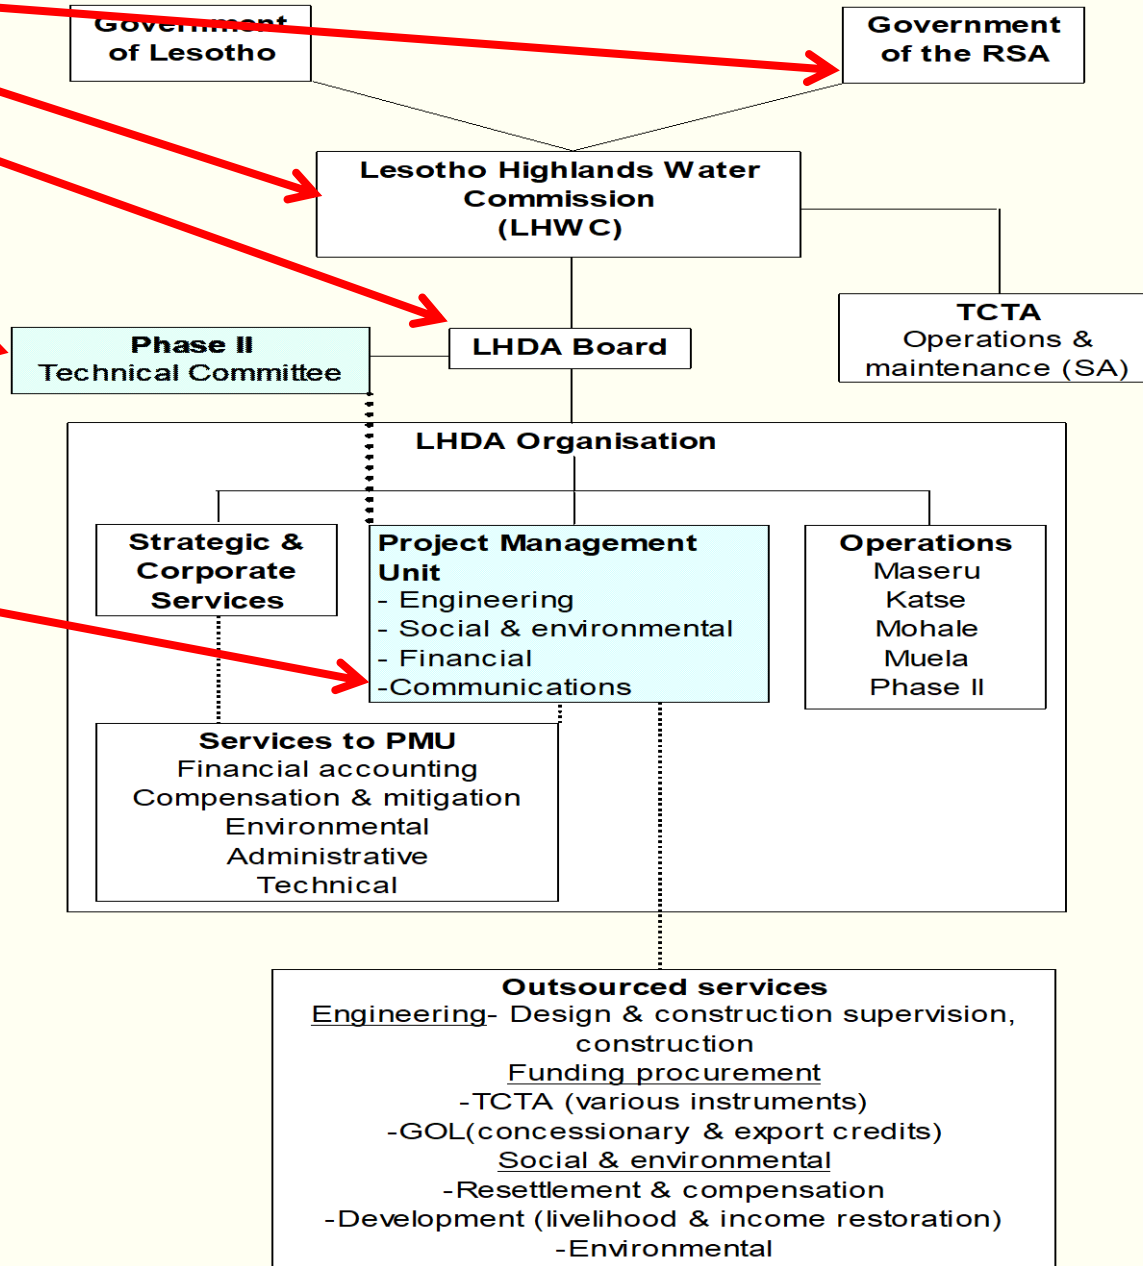 Government
of Lesotho
Government
of the RSA
Lesotho Highlands Water
Commission
(LHWC)
TCTA
Operations &
maintenance (SA)
Phase II
Technical Committee
LHDA Board
LHDA Organisation
Strategic &
Corporate
Services
Project Management
Unit
- Engineering
- Social & environmental
- Financial
-Communications
Operations
Maseru
Katse
Mohale
Muela
Phase II
Services to PMU
Financial accounting
Compensation & mitigation
Environmental
Administrative
Technical
Outsourced services
Engineering- Design & construction supervision,
construction
Funding procurement
-TCTA (various instruments)
-GOL(concessionary & export credits)
Social & environmental
-Resettlement & compensation
-Development (livelihood & income restoration)
-Environmental